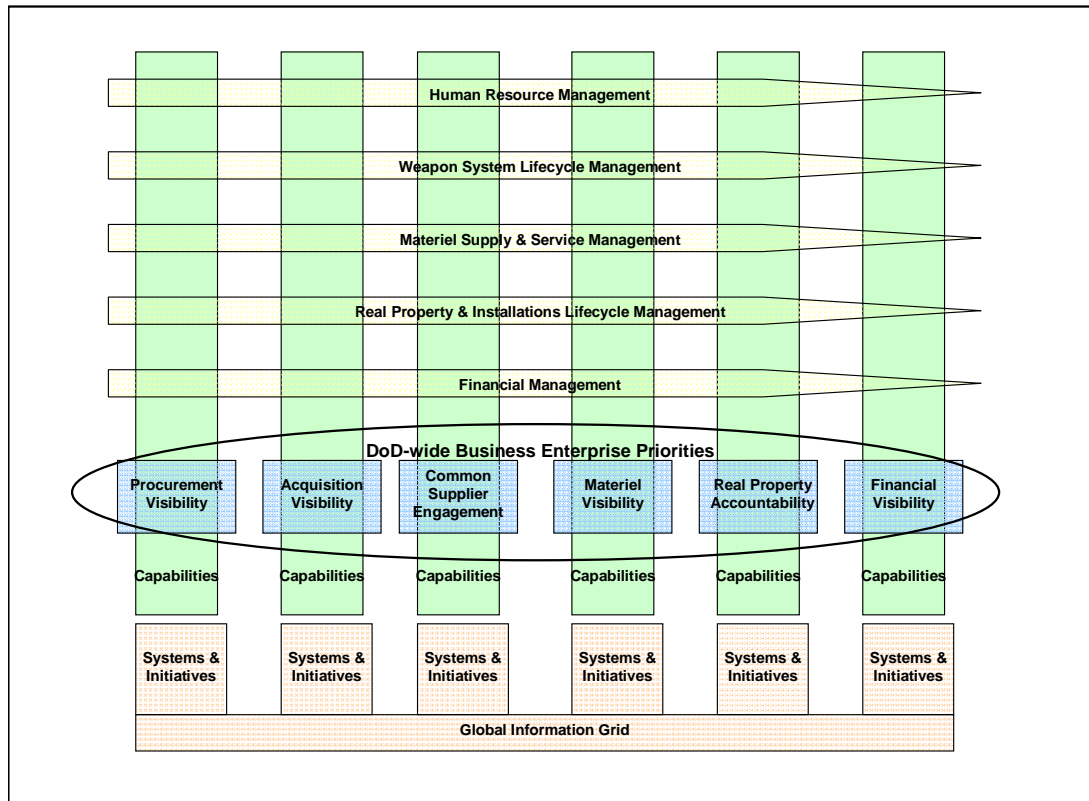 Human Resource Management
Weapon System Lifecycle Management
Materiel Supply & Service Management
Real Property & Installations Lifecycle Management
Financial Management
DoD-wide Business Enterprise Priorities
Procurement
Visibility
Acquisition
Visibility
Common
Supplier
Engagement
Materiel
Visibility
Real Property
Accountability
Financial
Visibility
Capabilities
Capabilities
Capabilities
Capabilities
Capabilities
Capabilities
Systems &
Initiatives
Systems &
Initiatives
Systems &
Initiatives
Systems &
Initiatives
Systems &
Initiatives
Systems &
Initiatives
Global Information Grid